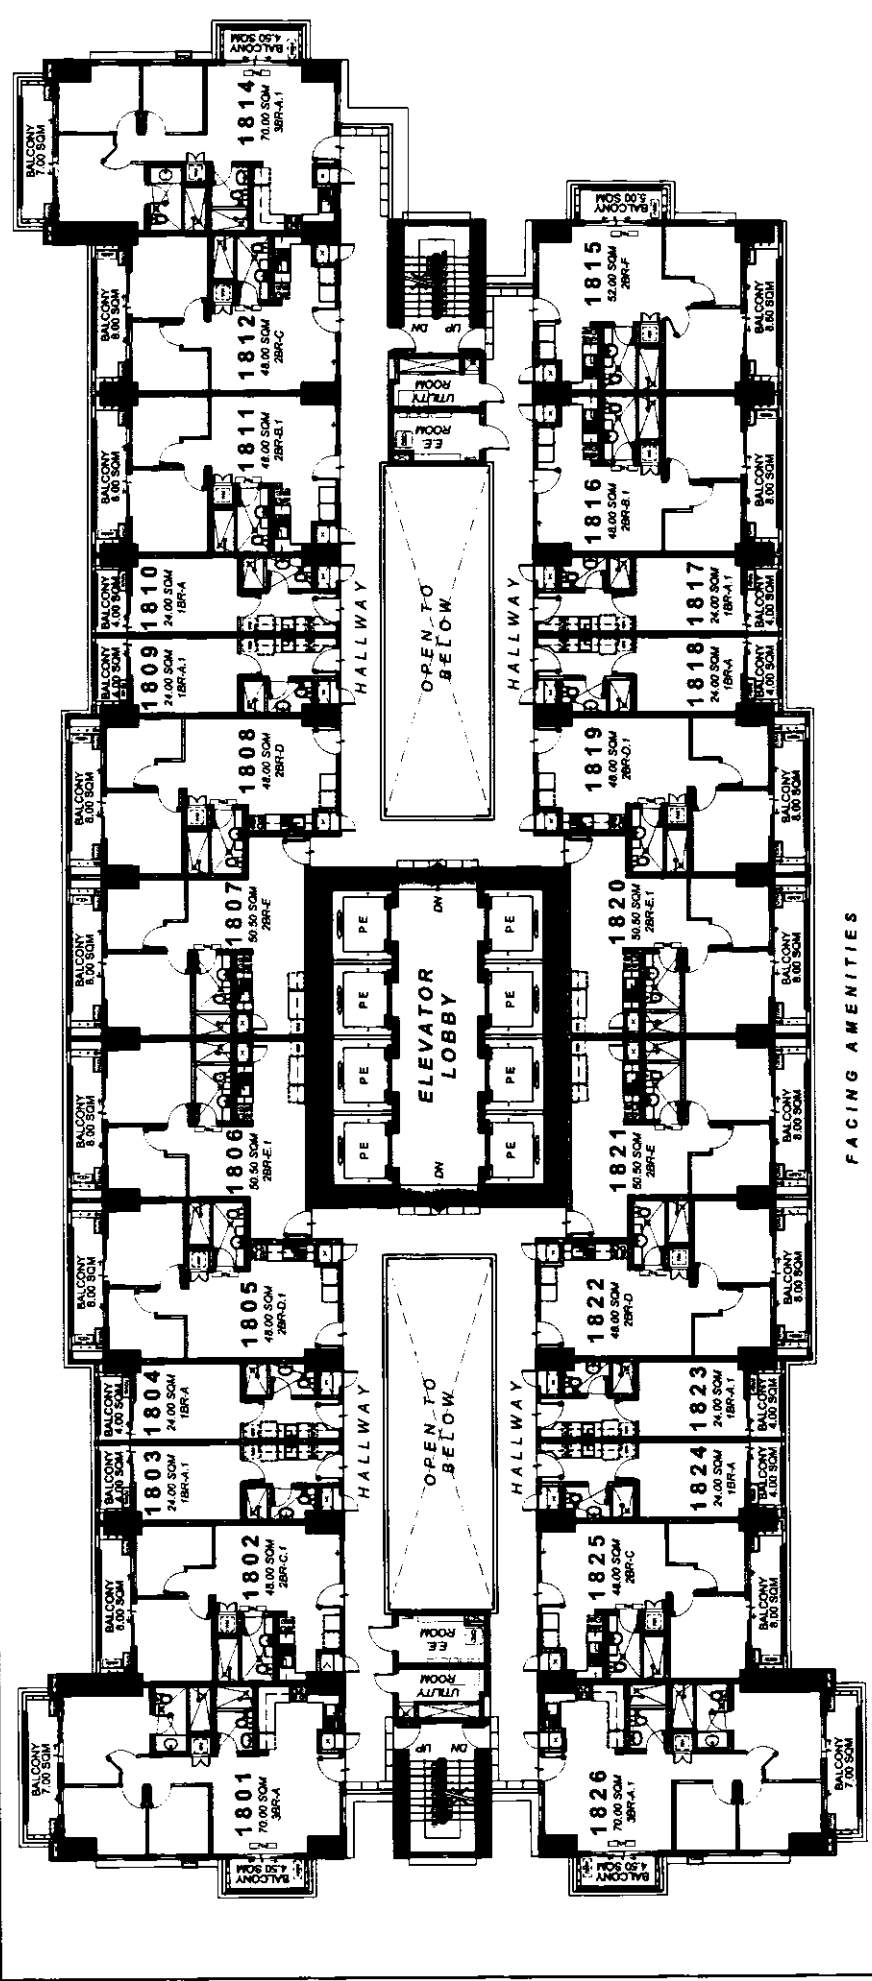 BALCONY
4.50 SQM
BALCONY
7.00 SQM
1814
70.00 SQM
3BR-A.1
BALCONY
8.00 SQM
1812
48.00 SQM
2BR-C
BALCONY
8.00 SQM
1811
48.00 SQM
2BR-B.1
BALCONY
4.00 SQM
1810
24.00 SQM
1BR-A
BALCONY
4.00 SQM
1809
24.00 SQM
1BR-A.1
BALCONY
8.00 SQM
1808
48.00 SQM
2BR-D
BALCONY
8.00 SQM
1807
50.50 SQM
2BR-E
BALCONY
8.00 SQM
1806
50.50 SQM
2BR-E.1
BALCONY
8.00 SQM
1805
48.00 SQM
2BR-D.1
BALCONY
4.00 SQM
1804
24.00 SQM
1BR-A
BALCONY
4.00 SQM
1803
24.00 SQM
1BR-A.1
BALCONY
8.00 SQM
1802
48.00 SQM
2BR-C.1
BALCONY
7.00 SQM
1801
70.00 SQM
3BR-A
BALCONY
4.50 SQM
DN
UP
UTILITY
ROOM
E.E.
ROOM
HALLWAY
OPEN TO
BELOW
HALLWAY
DN
PE
PE
PE
PE
ELEVATOR
LOBBY
PE
PE
PE
PE
DN
HALLWAY
OPEN TO
BELOW
HALLWAY
E.E.
ROOM
UTILITY
ROOM
UP
DN
BALCONY
5.00 SQM
1815
52.00 SQM
2BR-F
BALCONY
8.60 SQM
1816
48.00 SQM
2BR-B.1
BALCONY
8.00 SQM
1817
24.00 SQM
1BR-A.1
BALCONY
4.00 SQM
1818
24.00 SQM
1BR-A
BALCONY
4.00 SQM
1819
48.00 SQM
2BR-D.1
BALCONY
8.00 SQM
1820
50.50 SQM
2BR-E.1
BALCONY
8.00 SQM
1821
50.50 SQM
2BR-E
BALCONY
8.00 SQM
1822
48.00 SQM
2BR-D
BALCONY
8.00 SQM
1823
24.00 SQM
1BR-A.1
BALCONY
4.00 SQM
1824
24.00 SQM
1BR-A
BALCONY
4.00 SQM
1825
48.00 SQM
2BR-C
BALCONY
8.00 SQM
1826
70.00 SQM
3BR-A.1
BALCONY
7.00 SQM
BALCONY
4.50 SQM
FACING AMENITIES